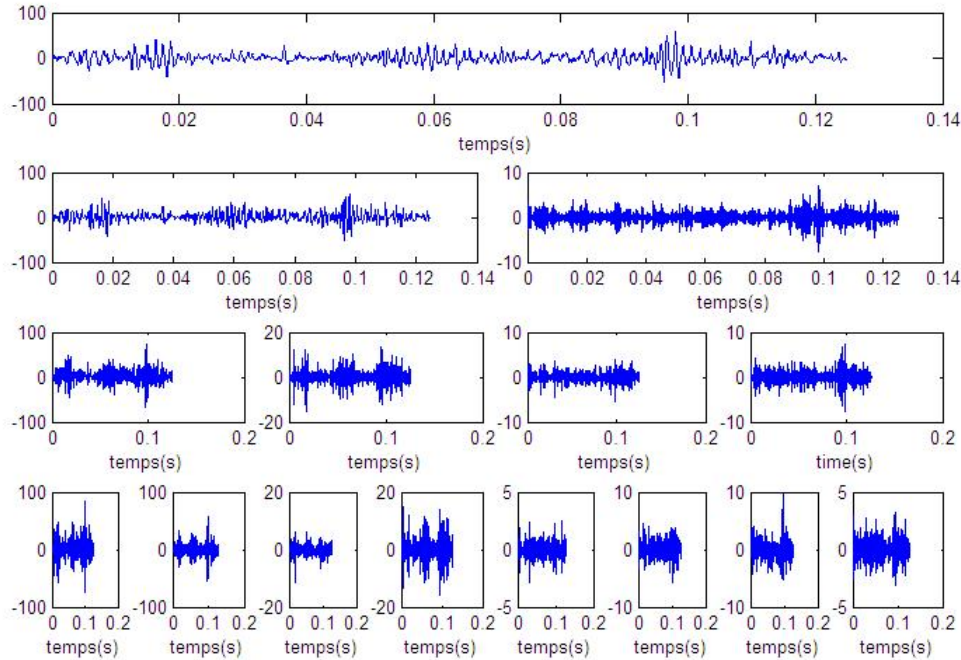 100
0
-100
0 0.02 0.04 0.06 0.08 0.1 0.12 0.14
temps(s)
100 10
0 0
-100 -10
0 0.02 0.04 0.06 0.08 0.1 0.12 0.14 0 0.02 0.04 0.06 0.08 0.1 0.12 0.14
temps(s) temps(s)
100 20 10 10
0 0 0 0
-100 -20 -10 -10
0 0.1 0.2 0 0.1 0.2 0 0.1 0.2 0 0.1 0.2
temps(s) temps(s) temps(s) time(s)
100 100 20 20 5 10 10 5
0 0 0 0 0 0 0 0
-100 -100 -20 -20 -5 -10 -10 -5
0 0.1 0.2 0 0.1 0.2 0 0.1 0.2 0 0.1 0.2 0 0.1 0.2 0 0.1 0.2 0 0.1 0.2 0 0.1 0.2
temps(s) temps(s) temps(s) temps(s) temps(s) temps(s) temps(s) temps(s)